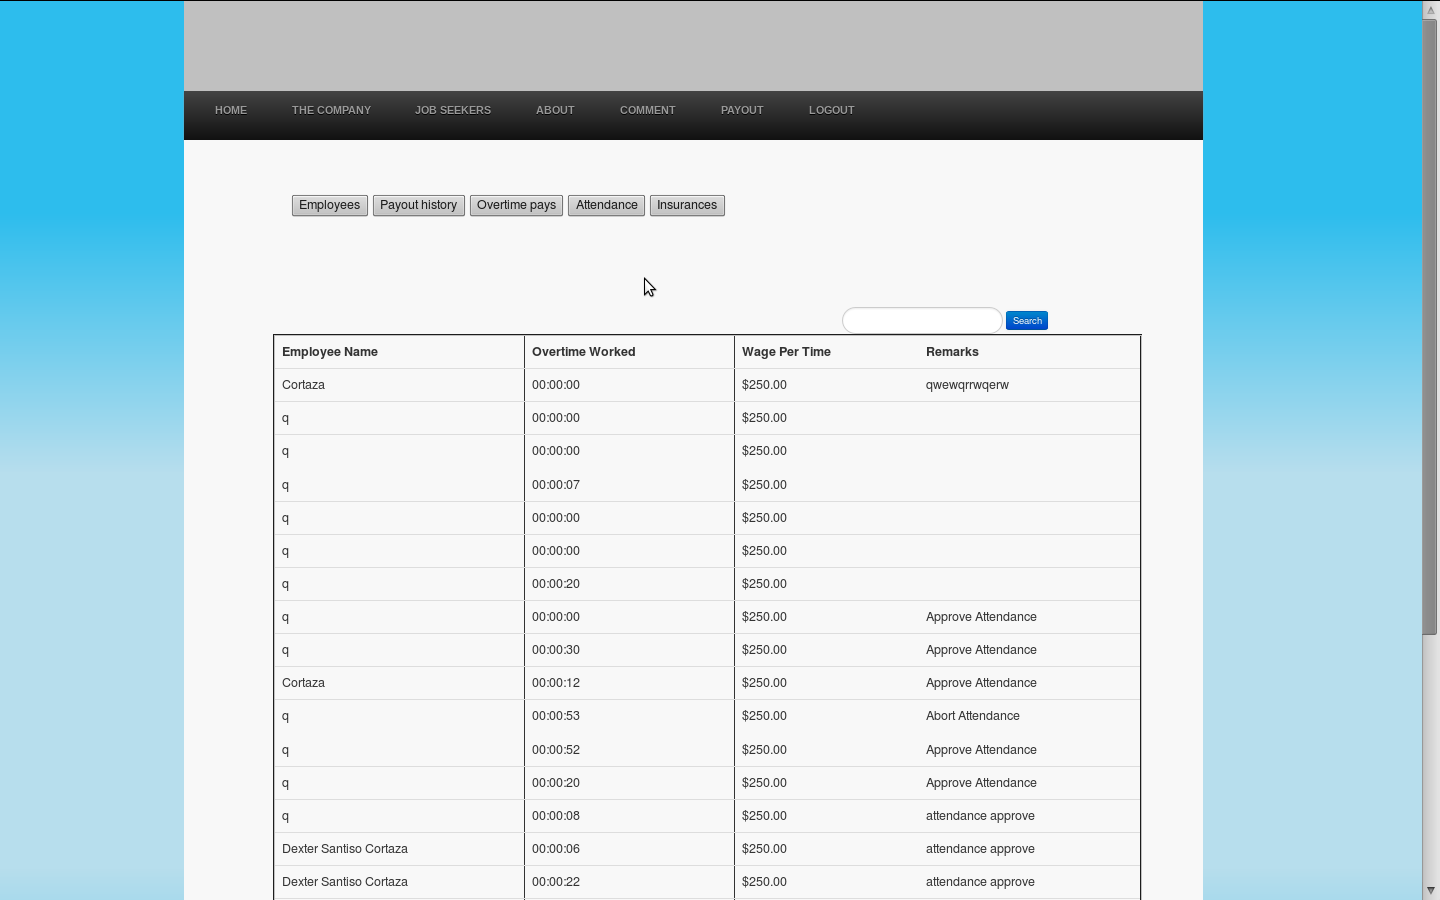 HOME THE COMPANY JOB SEEKERS ABOUT COMMENT PAYOUT LOGOUT
Employees Payout history Overtime pays Attendance Insurances
Search
Employee Name Overtime Worked Wage Per Time Remarks
Cortaza 00:00:00 $250.00 qwewqrrwqerw
q 00:00:00 $250.00
q 00:00:00 $250.00
q 00:00:07 $250.00
q 00:00:00 $250.00
q 00:00:00 $250.00
q 00:00:20 $250.00
q 00:00:00 $250.00 Approve Attendance
q 00:00:30 $250.00 Approve Attendance
Cortaza 00:00:12 $250.00 Approve Attendance
q 00:00:53 $250.00 Abort Attendance
q 00:00:52 $250.00 Approve Attendance
q 00:00:20 $250.00 Approve Attendance
q 00:00:08 $250.00 attendance approve
Dexter Santiso Cortaza 00:00:06 $250.00 attendance approve
Dexter Santiso Cortaza 00:00:22 $250.00 attendance approve